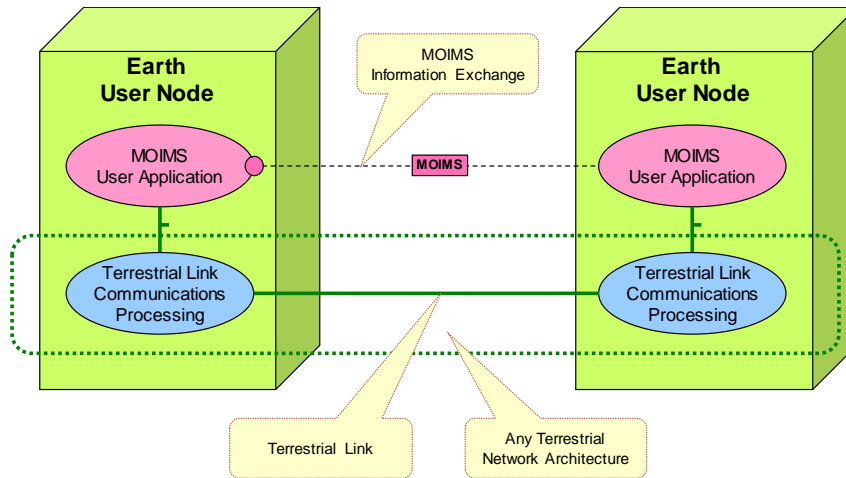 Earth
User Node
MOIMS
Information Exchange
Earth
User Node
MOIMS
User Application
MOIMS
MOIMS
User Application
Terrestrial Link
Communications
Processing
Terrestrial Link
Communications
Processing
Terrestrial Link
Any Terrestrial
Network Architecture